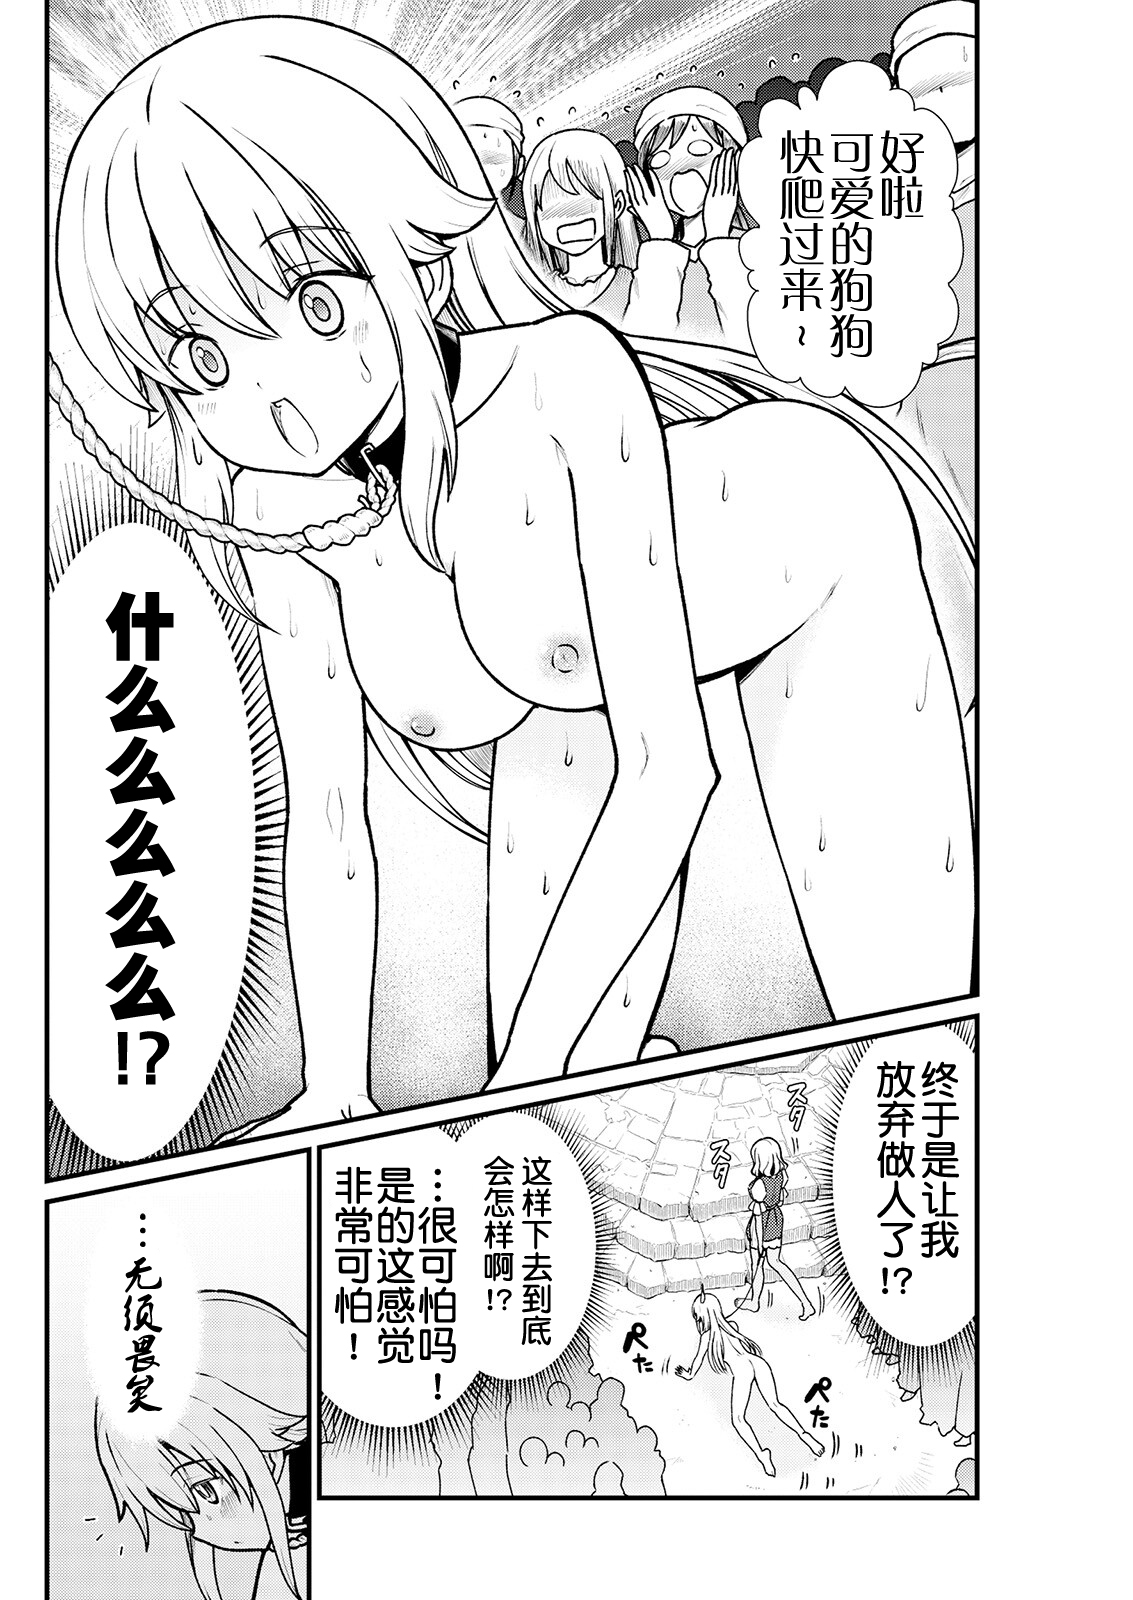 好啦
可爱的狗狗
快爬过来~
什么么么么么!?
终于是让我
放弃做人了!?
スタ
スタ
这样下去到底
会怎样啊!?
…很可怕吗!
是的这感觉
非常可怕!
ペた
ペた
…无须畏矣